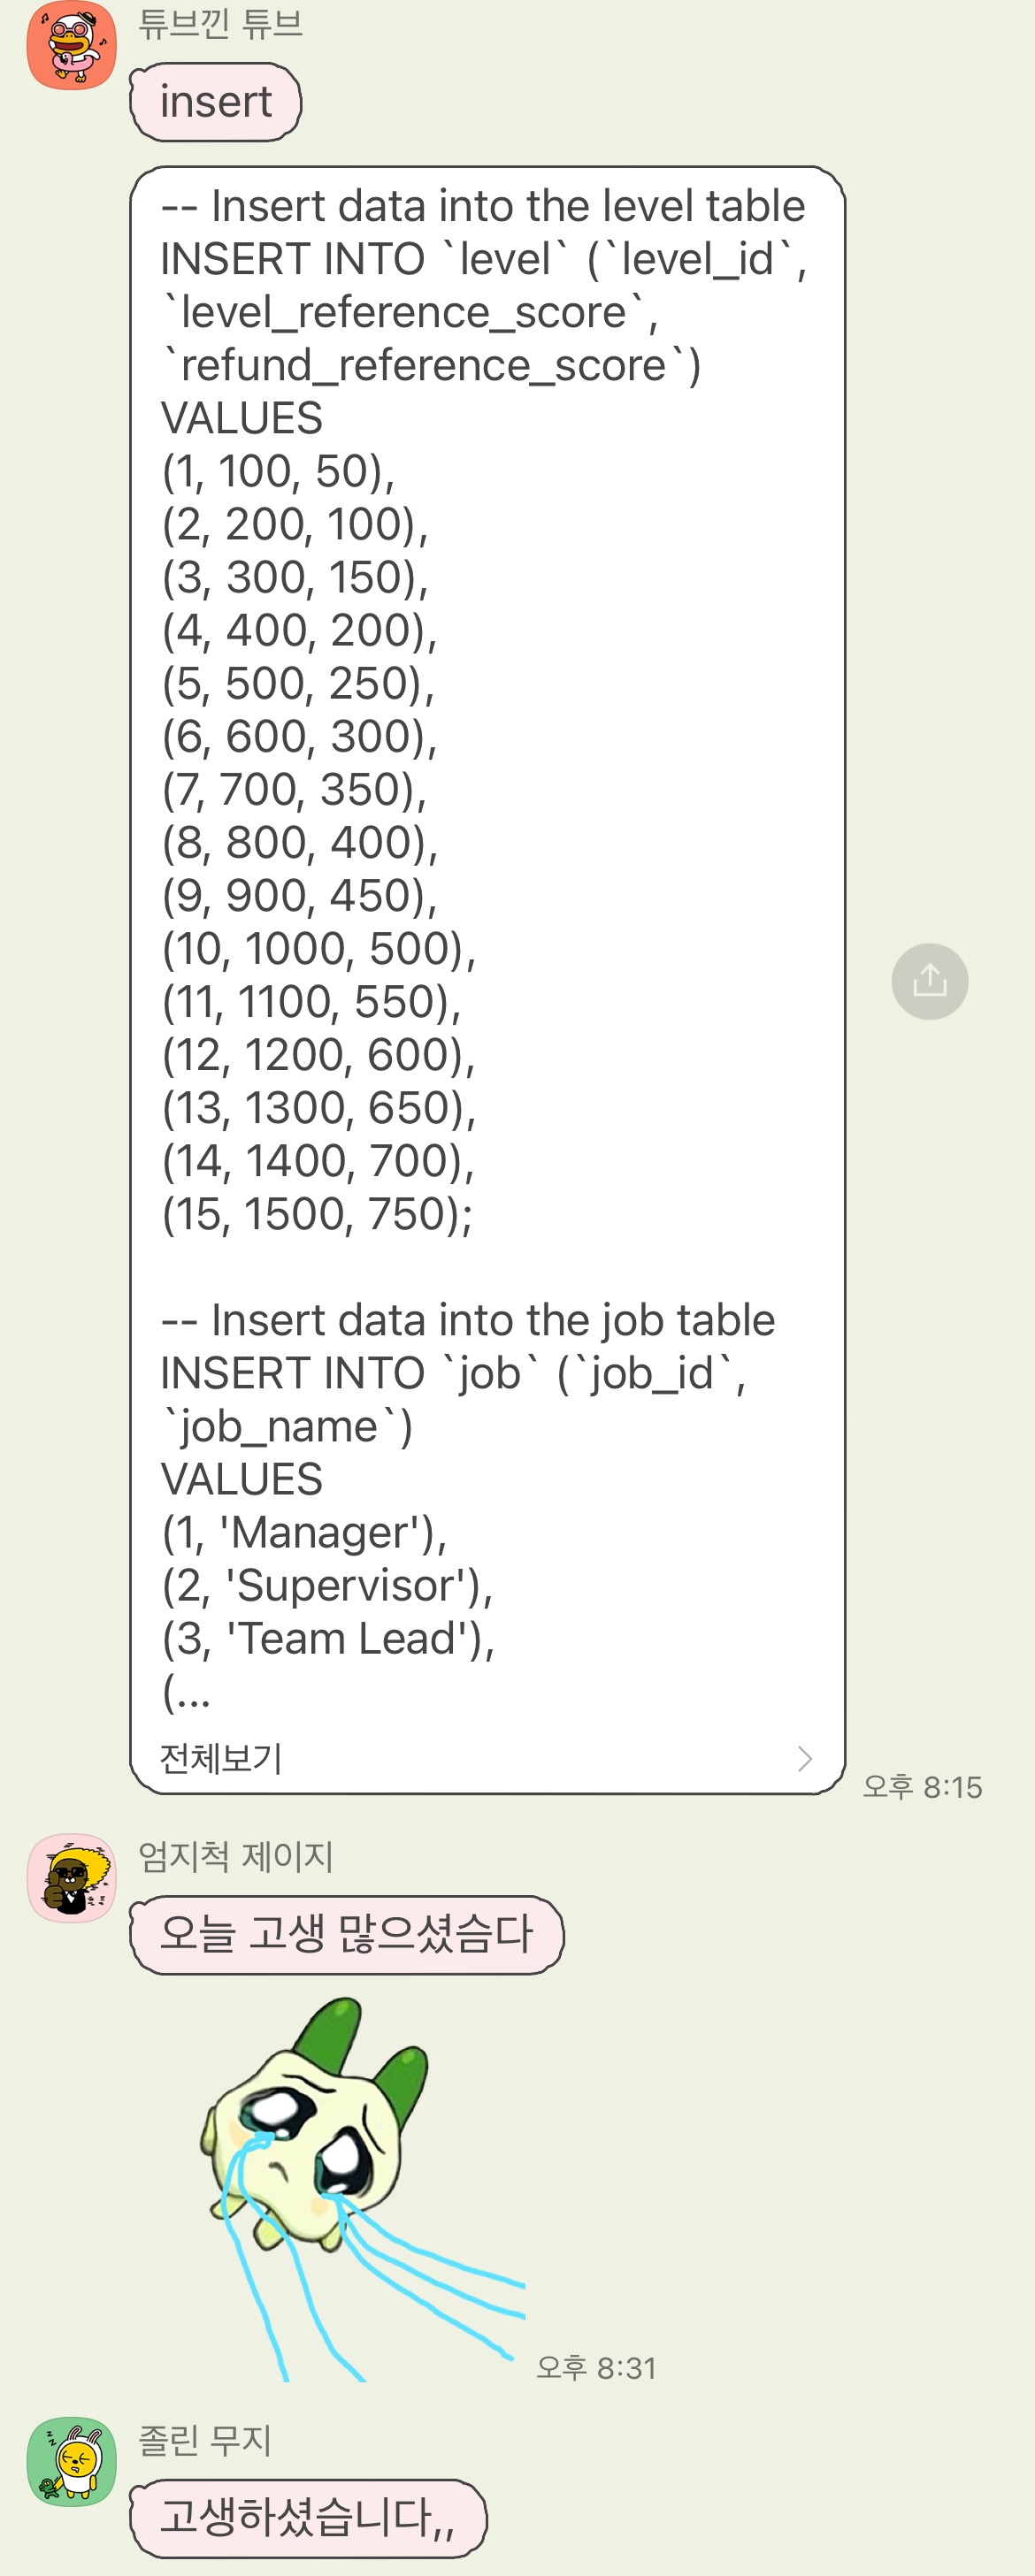 튜브낀 튜브
insert
-- Insert data into the level table
INSERT INTO `level` (`level_id`,
`level_reference_score`,
`refund_reference_score`)
VALUES
(1, 100, 50),
(2, 200, 100),
(3, 300, 150),
(4, 400, 200),
(5, 500, 250),
(6, 600, 300),
(7, 700, 350),
(8, 800, 400),
(9, 900, 450),
(10, 1000, 500),
(11, 1100, 550),
(12, 1200, 600),
(13, 1300, 650),
(14, 1400, 700),
(15, 1500, 750);
-- Insert data into the job table
INSERT INTO `job` (`job_id`,
`job_name`)
VALUES
(1, 'Manager'),
(2, 'Supervisor'),
(3, 'Team Lead'),
(...
전체보기
오후 8:15
엄지척 제이지
오늘 고생 많으셨슴다
오후 8:31
졸린 무지
고생하셨습니다,,